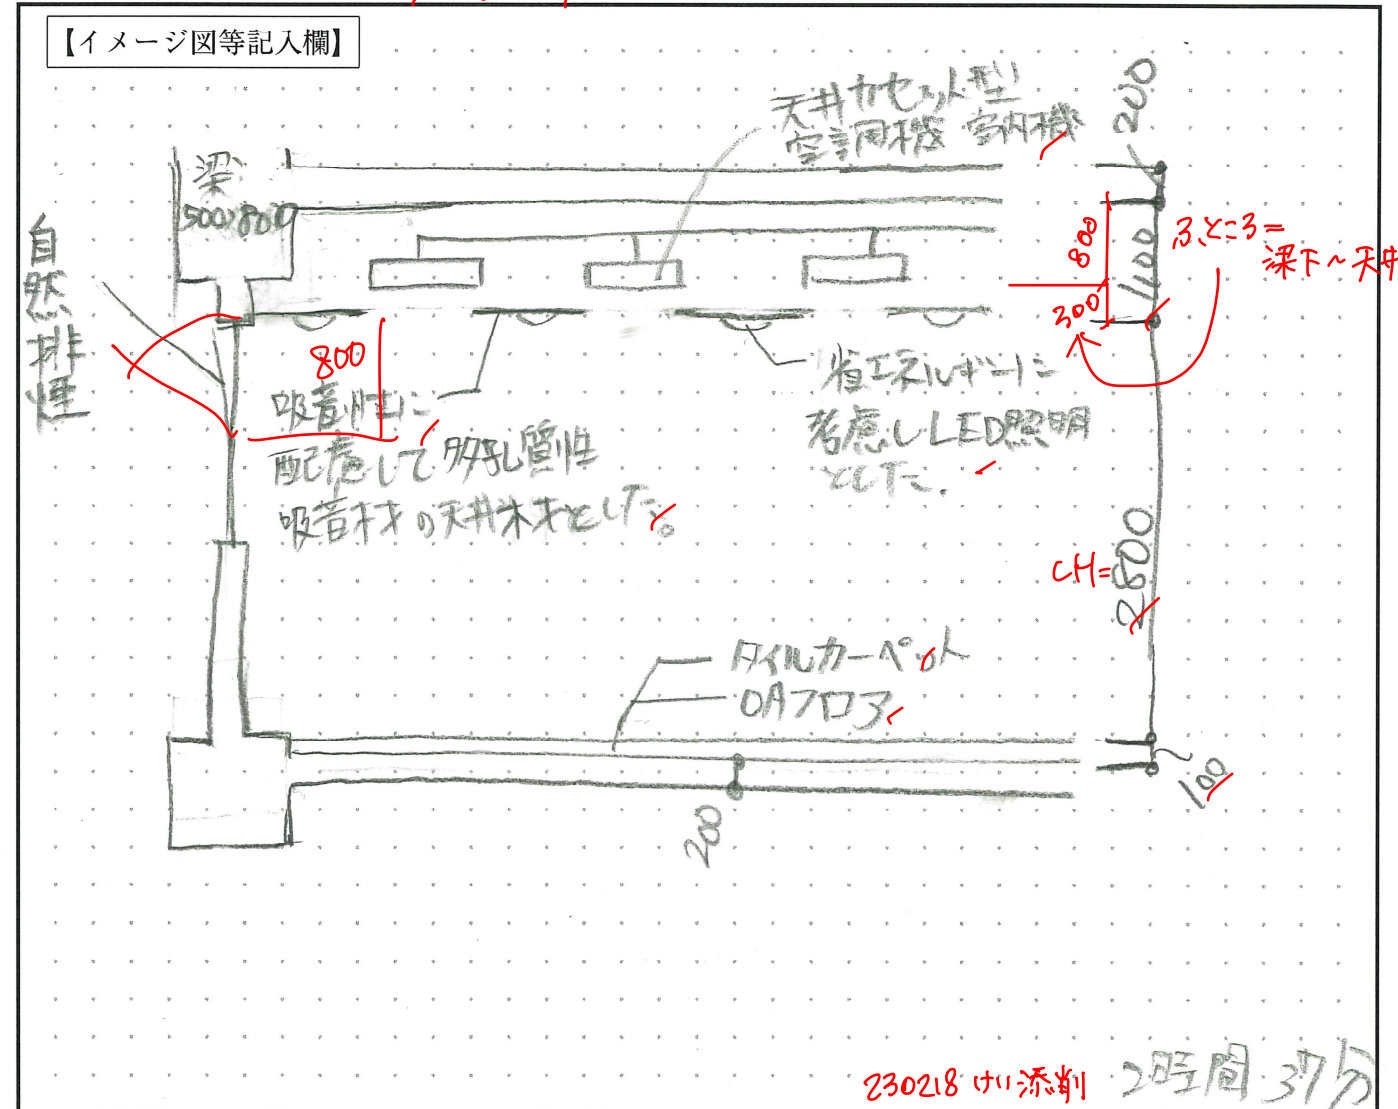 【イメージ図等記入欄】
天井カセット型
空調用機 室内機
200
梁
500×800
自然排煙
800
1100
300
ふところ=
梁下～天井
800
吸音性に
配慮して多孔質性
吸音材の天井材とした。
省エネルギーに
考慮しLED照明
とした.
CH=2800
タイルカーペット
OAフロア
100
200
230218 けい添削
2時間37分